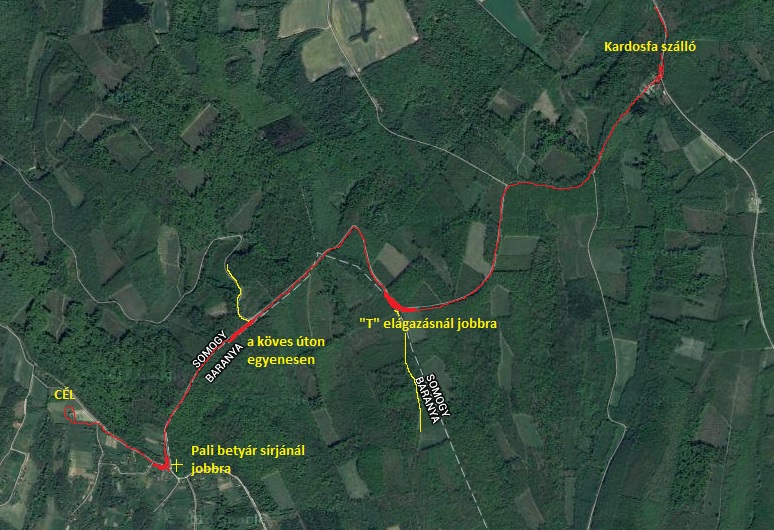 Kardosfa szálló
"T" elágazásnál jobbra
a köves úton
egyenesen
SOMOGY
BARANYA
SOMOGY
BARANYA
CÉL
Pali betyár sírjánál
jobbra